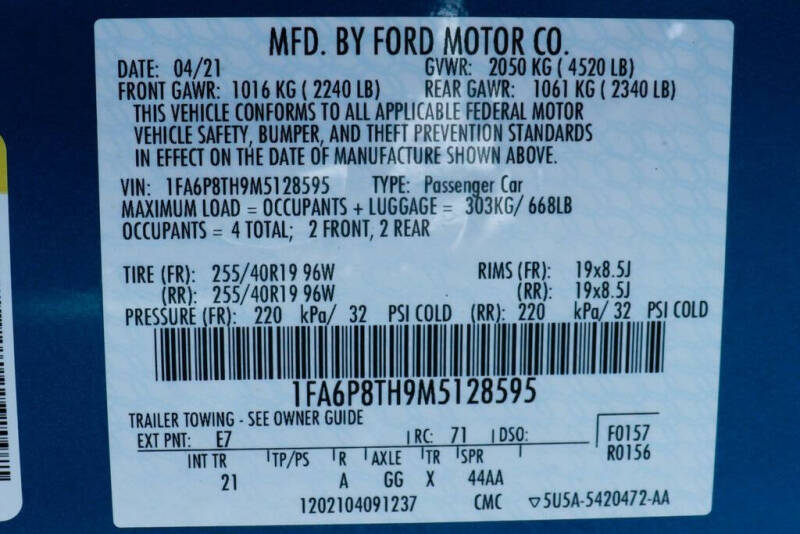 MFD. BY FORD MOTOR CO.
DATE: 04/21 GVWR: 2050 KG ( 4520 LB)
FRONT GAWR: 1016 KG ( 2240 LB) REAR GAWR: 1061 KG ( 2340 LB)
THIS VEHICLE CONFORMS TO ALL APPLICABLE FEDERAL MOTOR
VEHICLE SAFETY, BUMPER, AND THEFT PREVENTION STANDARDS
IN EFFECT ON THE DATE OF MANUFACTURE SHOWN ABOVE.
VIN: 1FA6P8TH9M5128595 TYPE: Passenger Car
MAXIMUM LOAD = OCCUPANTS + LUGGAGE = 303KG/ 668LB
OCCUPANTS = 4 TOTAL; 2 FRONT, 2 REAR
TIRE (FR): 255/40R19 96W RIMS (FR): 19x8.5J
(RR): 255/40R19 96W (RR): 19x8.5J
PRESSURE (FR): 220 kPa/ 32 PSI COLD (RR): 220 kPa/ 32 PSI COLD
1FA6P8TH9M5128595
TRAILER TOWING - SEE OWNER GUIDE
EXT PNT: E7 RC: 71 DSO: F0157
R0156
INT TR TP/PS R AXLE TR SPR
21 A GG X 44AA
1202104091237 CMC ▽5U5A-5420472-AA